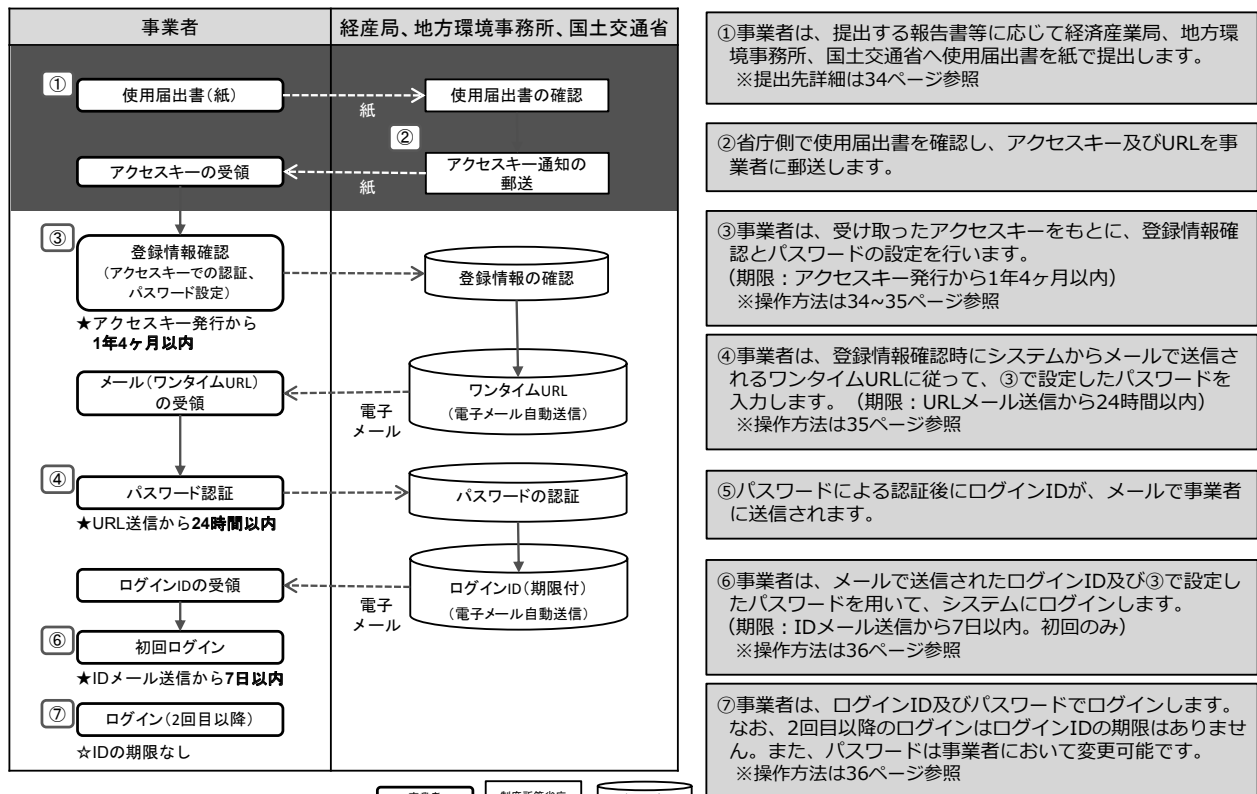 事業者
経産局、地方環境事務所、国土交通省
①
使用届出書(紙)
紙
使用届出書の確認
②
アクセスキーの受領
紙
アクセスキー通知の
郵送
③
登録情報確認
(アクセスキーでの認証、
パスワード設定)
登録情報の確認
★アクセスキー発行から
1年4ヶ月以内
メール(ワンタイムURL)
の受領
電子
メール
ワンタイムURL
(電子メール自動送信)
④
パスワード認証
パスワードの認証
★URL送信から24時間以内
ログインIDの受領
電子
メール
ログインID(期限付)
(電子メール自動送信)
⑥
初回ログイン
★IDメール送信から7日以内
⑦
ログイン(2回目以降)
☆IDの期限なし
①事業者は、提出する報告書等に応じて経済産業局、地方環
境事務所、国土交通省へ使用届出書を紙で提出します。
※提出先詳細は34ページ参照
②省庁側で使用届出書を確認し、アクセスキー及びURLを事
業者に郵送します。
③事業者は、受け取ったアクセスキーをもとに、登録情報確
認とパスワードの設定を行います。
(期限：アクセスキー発行から1年4ヶ月以内)
※操作方法は34~35ページ参照
④事業者は、登録情報確認時にシステムからメールで送信さ
れるワンタイムURLに従って、③で設定したパスワードを
入力します。(期限：URLメール送信から24時間以内)
※操作方法は35ページ参照
⑤パスワードによる認証後にログインIDが、メールで事業者
に送信されます。
⑥事業者は、メールで送信されたログインID及び③で設定し
たパスワードを用いて、システムにログインします。
(期限：IDメール送信から7日以内。初回のみ)
※操作方法は36ページ参照
⑦事業者は、ログインID及びパスワードでログインします。
なお、2回目以降のログインはログインIDの期限はありませ
ん。また、パスワードは事業者において変更可能です。
※操作方法は36ページ参照